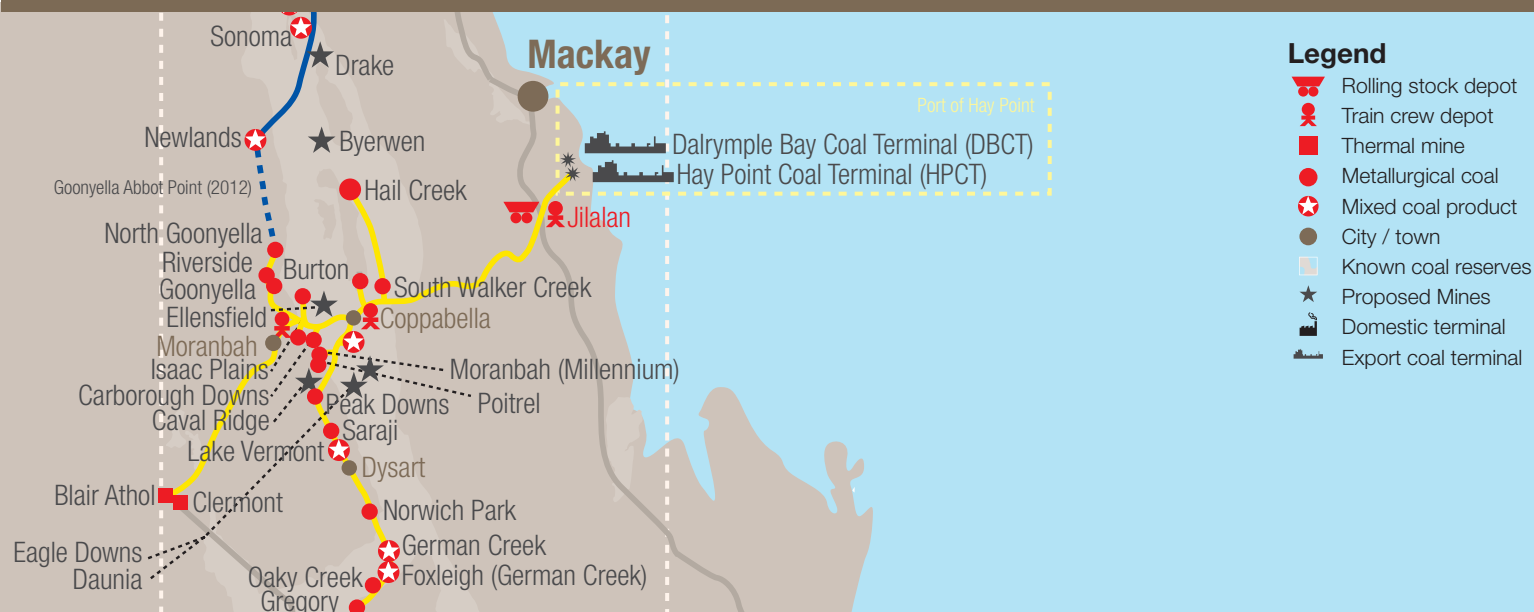 Sonoma
Drake
Mackay
Port of Hay Point
Newlands
Byerwen
Dalrymple Bay Coal Terminal (DBCT)
Hay Point Coal Terminal (HPCT)
Goonyella Abbot Point (2012)
Hail Creek
Jilalan
North Goonyella
Riverside
Burton
Goonyella
South Walker Creek
Ellensfield
Coppabella
Moranbah
Isaac Plains
Moranbah (Millennium)
Carborough Downs
Peak Downs
Poitrel
Caval Ridge
Saraji
Lake Vermont
Dysart
Blair Athol
Clermont
Norwich Park
Eagle Downs
German Creek
Daunia
Oaky Creek
Foxleigh (German Creek)
Gregory
Legend
Rolling stock depot
Train crew depot
Thermal mine
Metallurgical coal
Mixed coal product
City / town
Known coal reserves
Proposed Mines
Domestic terminal
Export coal terminal